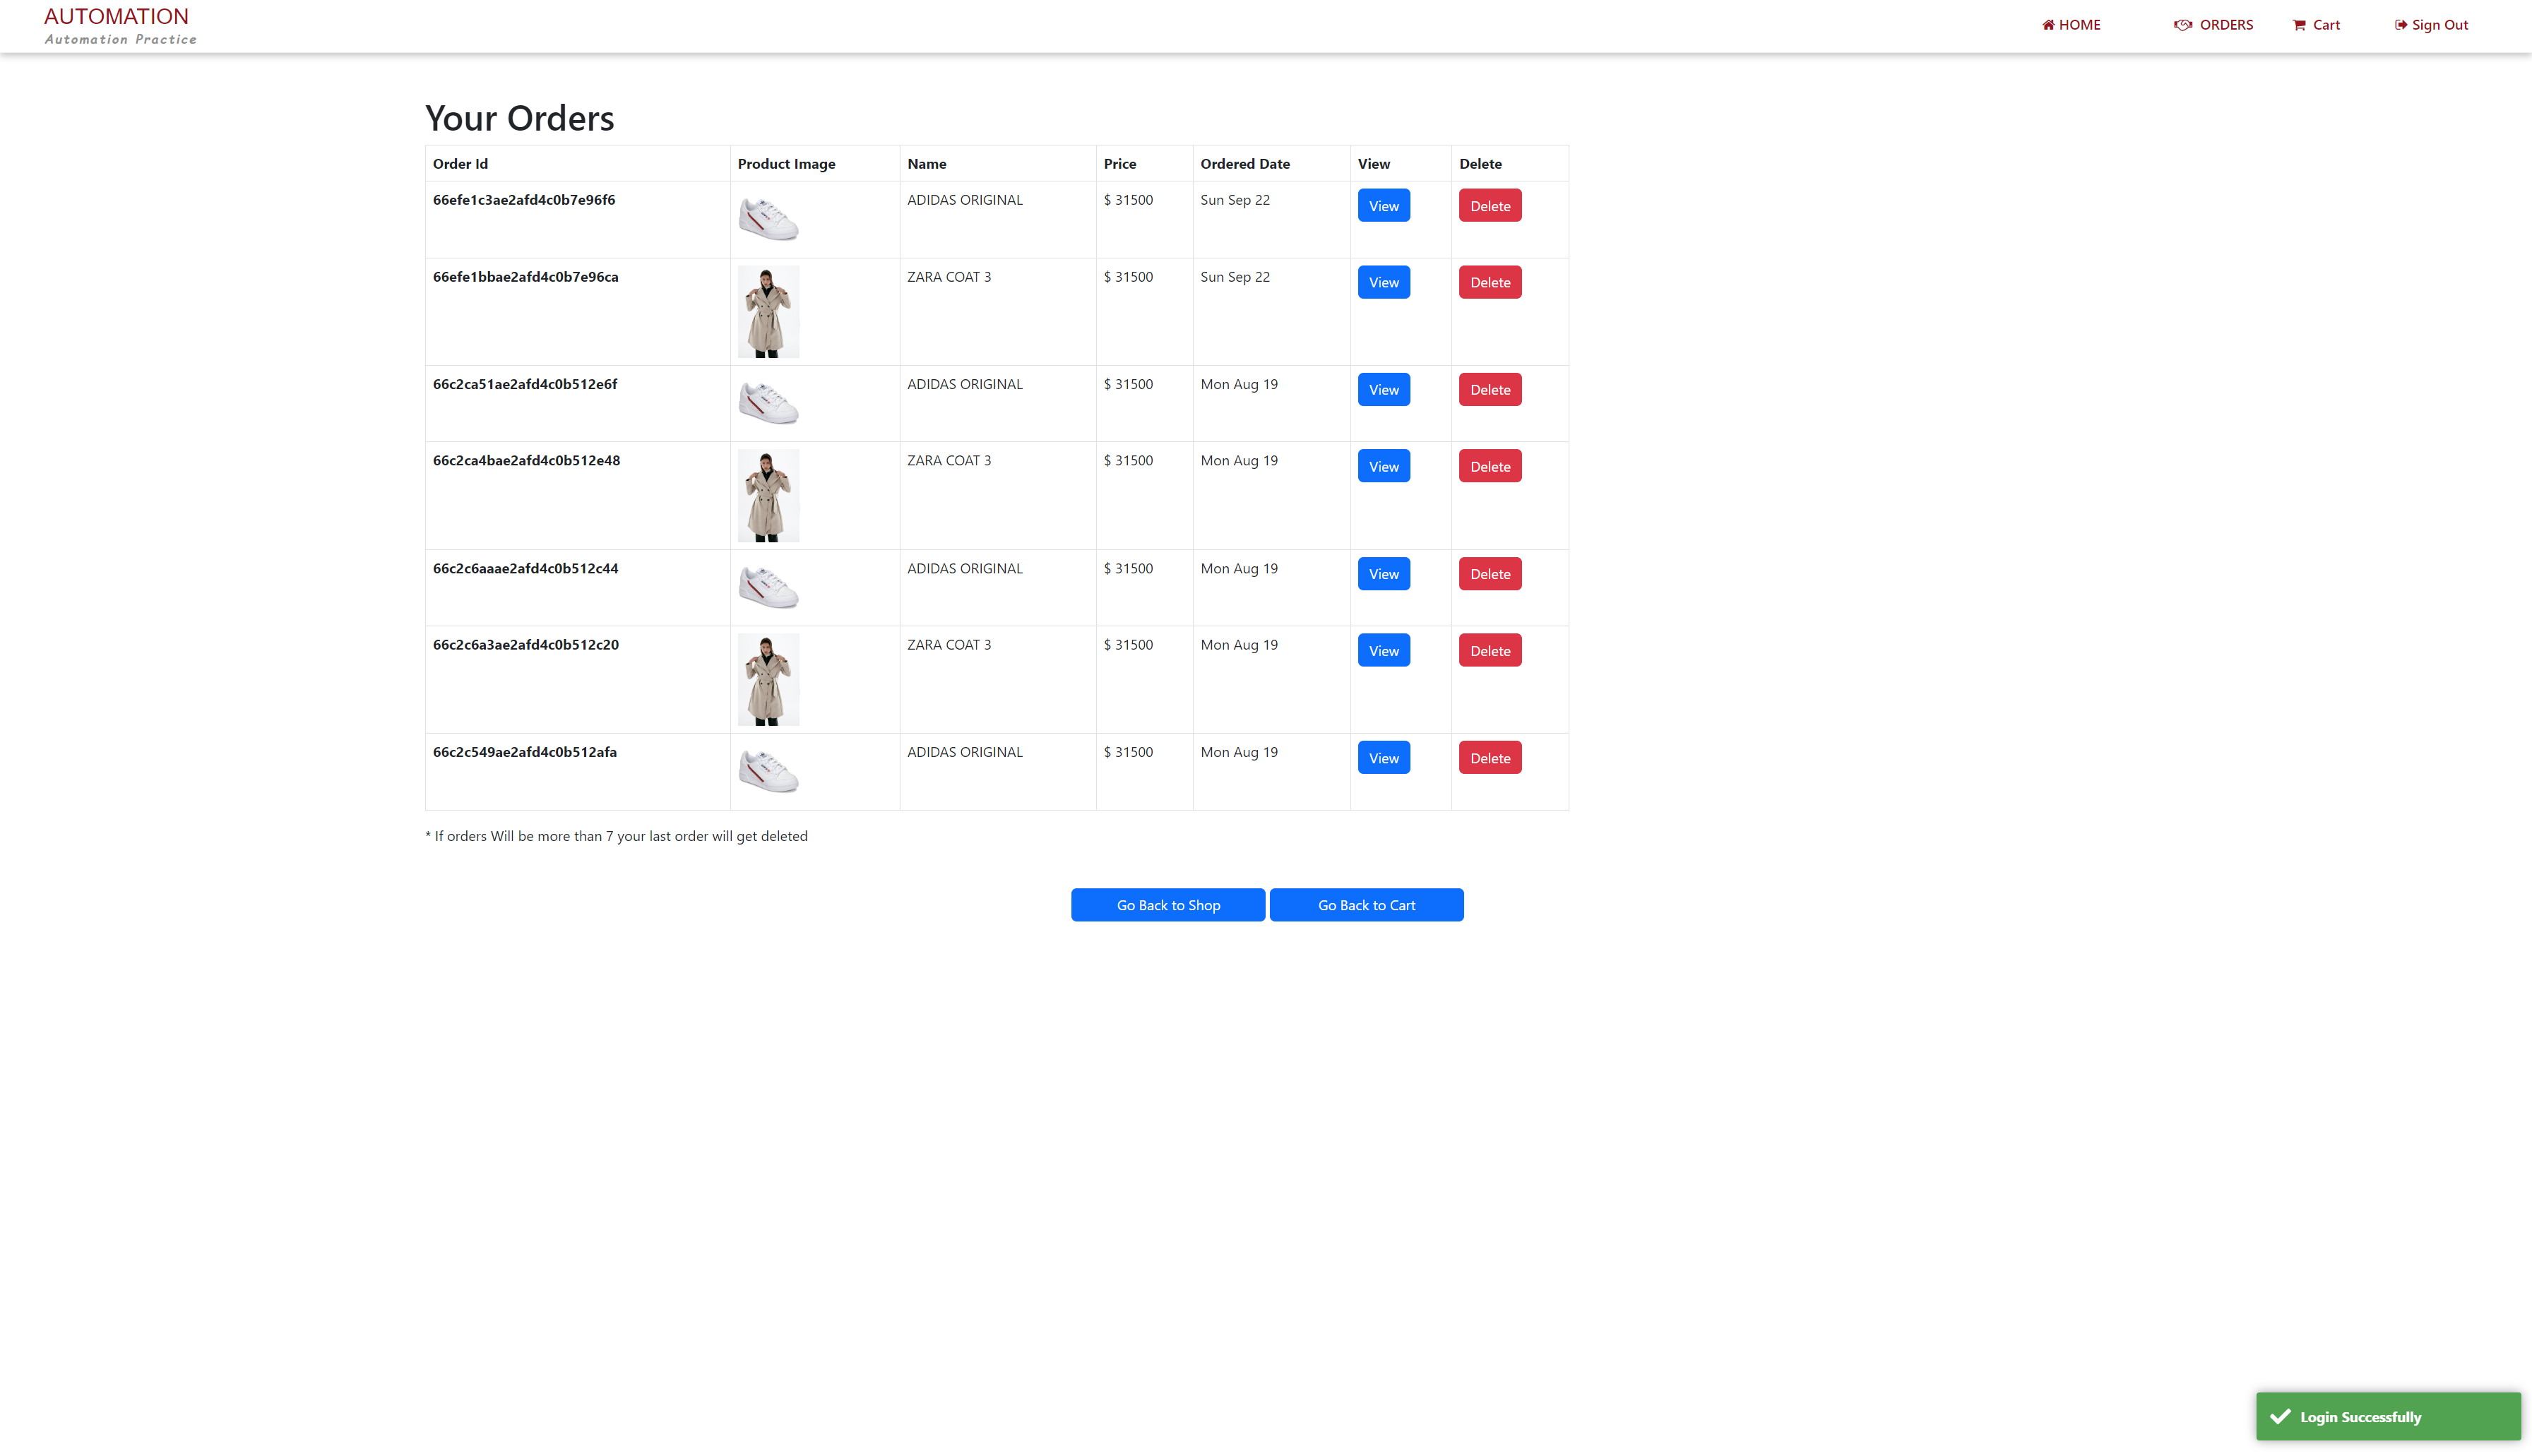 AUTOMATION
Automation Practice
HOME ORDERS Cart Sign Out
Your Orders
Order Id Product Image Name Price Ordered Date View Delete
66efe1c3ae2afd4c0b7e96f6 ADIDAS ORIGINAL $ 31500 Sun Sep 22 View Delete
66efe1bbae2afd4c0b7e96ca ZARA COAT 3 $ 31500 Sun Sep 22 View Delete
66c2ca51ae2afd4c0b512e6f ADIDAS ORIGINAL $ 31500 Mon Aug 19 View Delete
66c2ca4bae2afd4c0b512e48 ZARA COAT 3 $ 31500 Mon Aug 19 View Delete
66c2c6aaae2afd4c0b512c44 ADIDAS ORIGINAL $ 31500 Mon Aug 19 View Delete
66c2c6a3ae2afd4c0b512c20 ZARA COAT 3 $ 31500 Mon Aug 19 View Delete
66c2c549ae2afd4c0b512afa ADIDAS ORIGINAL $ 31500 Mon Aug 19 View Delete
* If orders Will be more than 7 your last order will get deleted
Go Back to Shop Go Back to Cart
Login Successfully